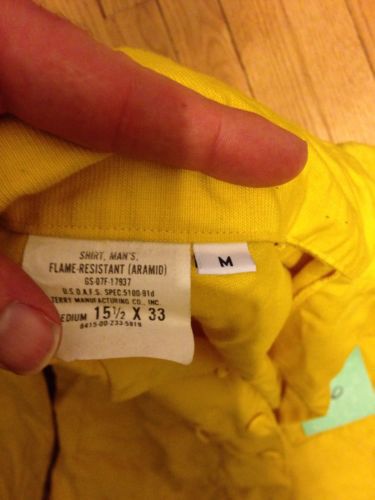 SHIRT, MAN'S,
FLAME-RESISTANT (ARAMID)
GS-07F-17937
U.S.D.A.F.S. SPEC.5100-91d
TERRY MANUFACTURING CO., INC.
15½ X 33
8415-00-233-5819
M